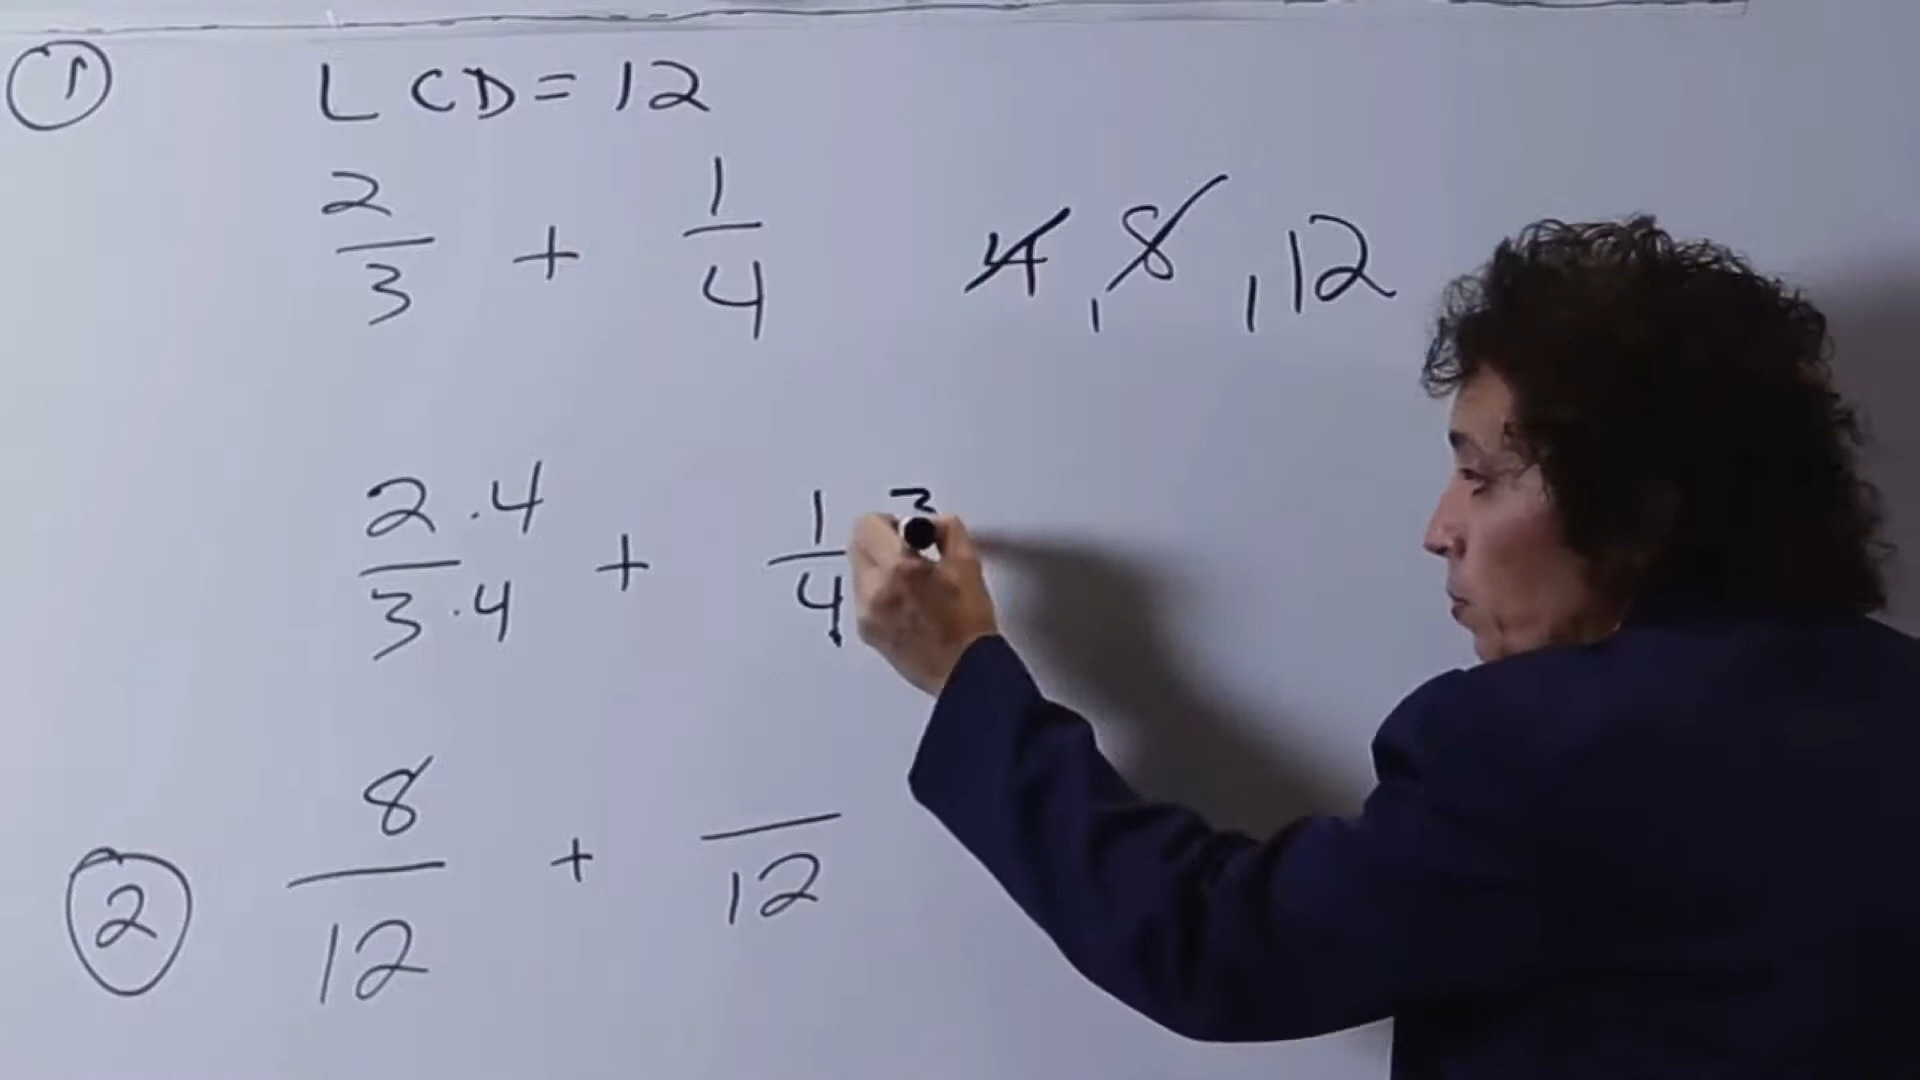 ① LCD = 12
2/3 + 1/4 4, 8, 12
2·4/3·4 + 1/4 3
② 8/12 + /12